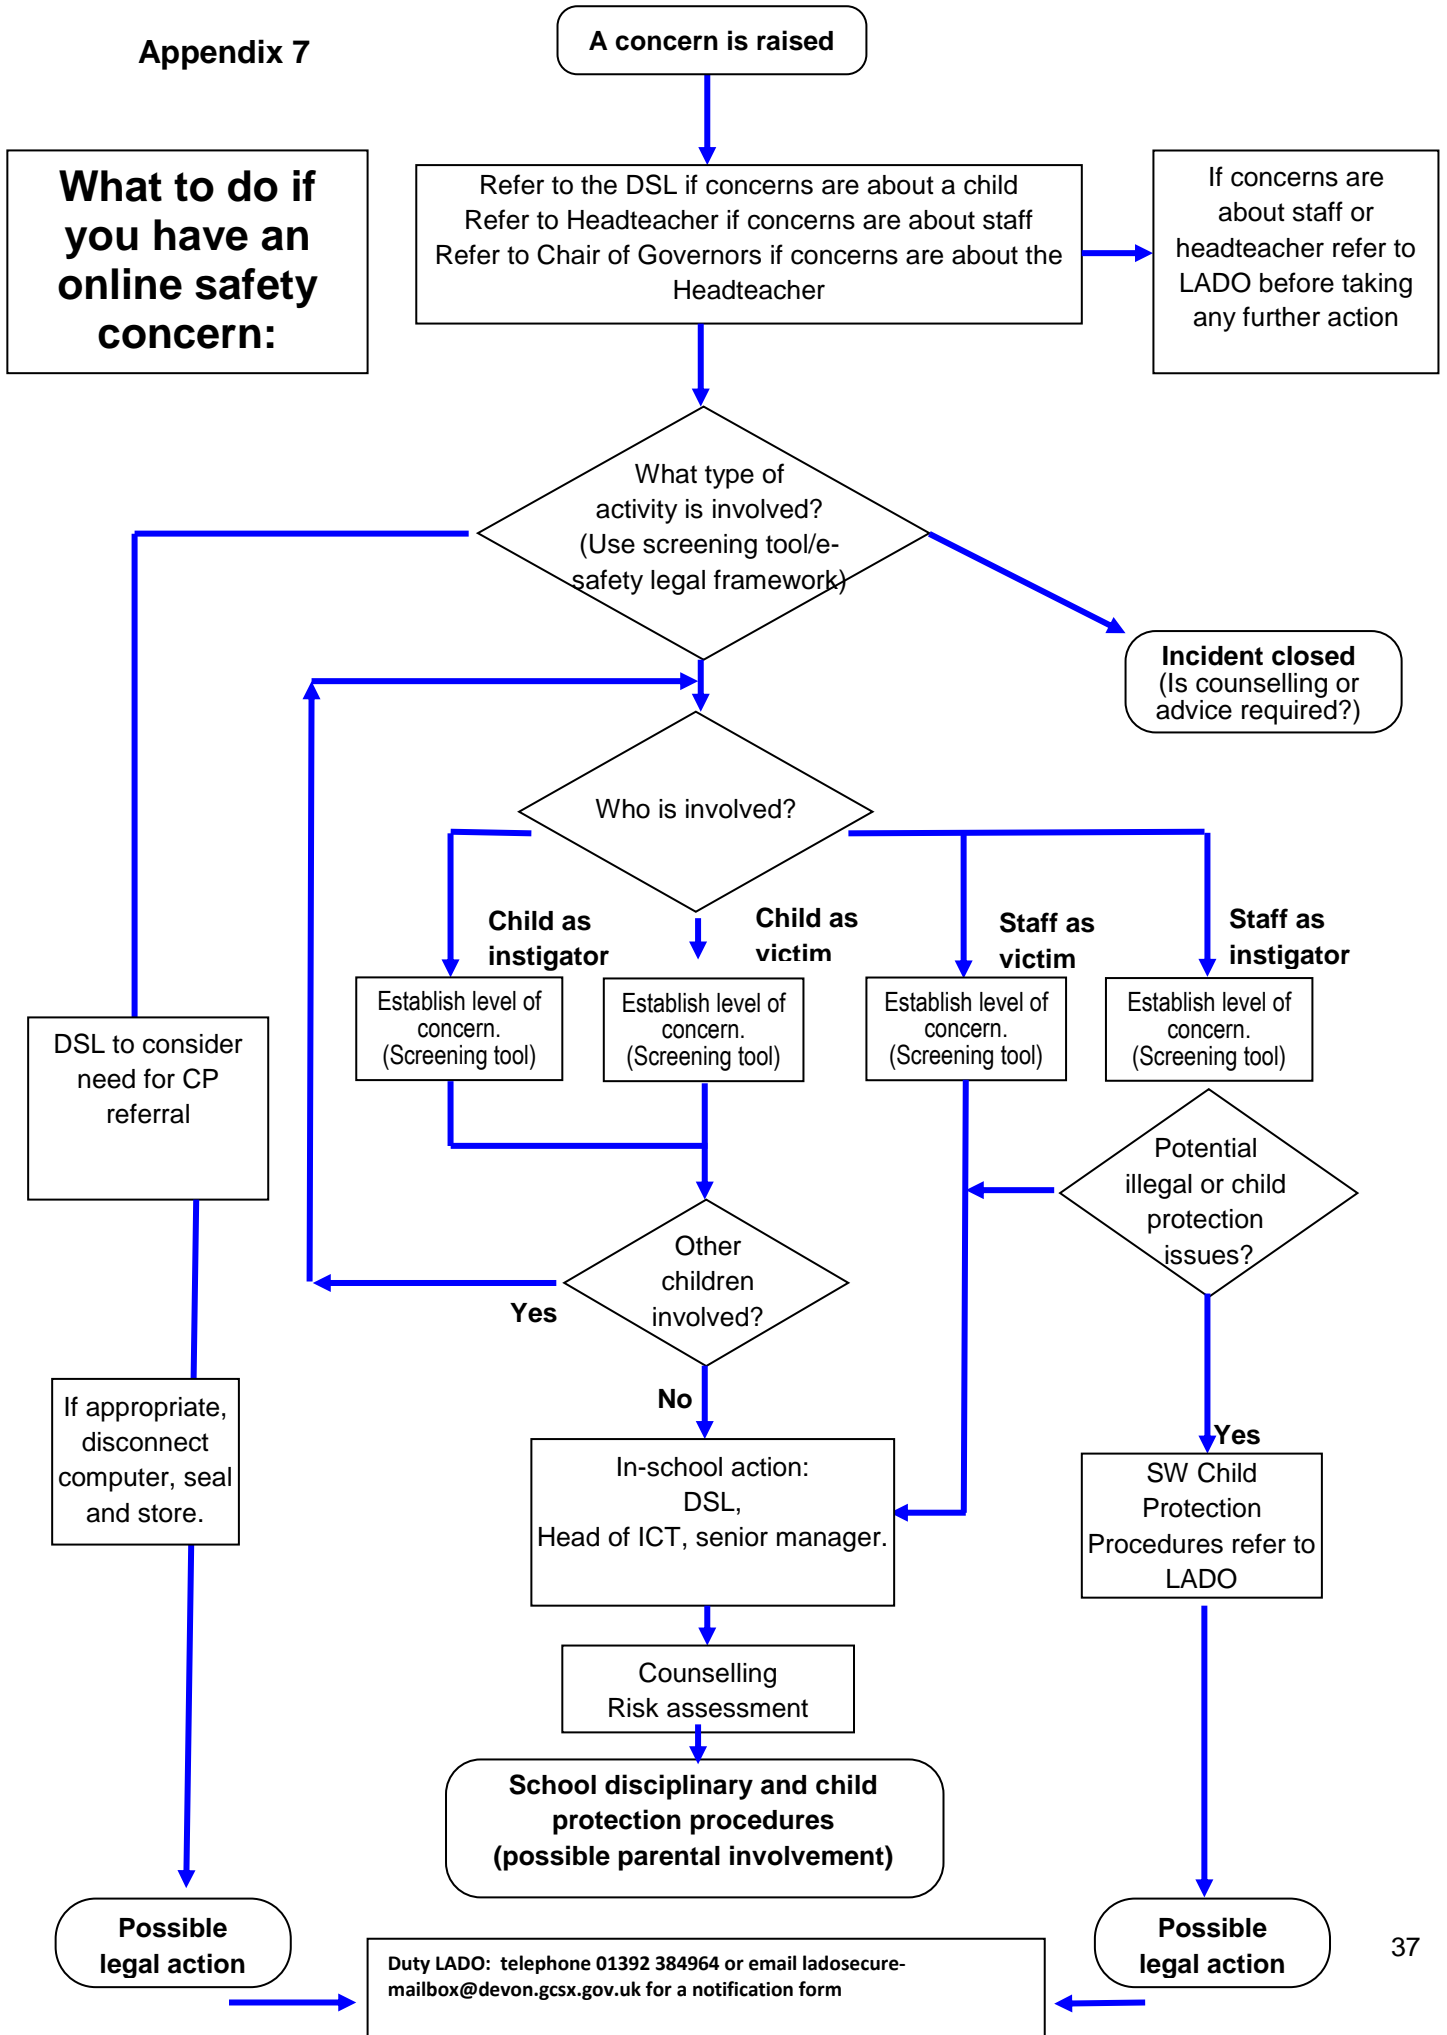 Appendix 7
A concern is raised
What to do if
you have an
online safety
concern:
Refer to the DSL if concerns are about a child
Refer to Headteacher if concerns are about staff
Refer to Chair of Governors if concerns are about the
Headteacher
If concerns are
about staff or
headteacher refer to
LADO before taking
any further action
What type of
activity is involved?
(Use screening tool/e-
safety legal framework)
Incident closed
(Is counselling or
advice required?)
Who is involved?
Child as
instigator
Child as
victim
Staff as
victim
Staff as
instigator
Establish level of
concern.
(Screening tool)
Establish level of
concern.
(Screening tool)
Establish level of
concern.
(Screening tool)
Establish level of
concern.
(Screening tool)
DSL to consider
need for CP
referral
Potential
illegal or child
protection
issues?
Other
children
involved?
Yes
No
If appropriate,
disconnect
computer, seal
and store.
In-school action:
DSL,
Head of ICT, senior manager.
Yes
SW Child
Protection
Procedures refer to
LADO
Counselling
Risk assessment
School disciplinary and child
protection procedures
(possible parental involvement)
Possible
legal action
Possible
legal action
Duty LADO: telephone 01392 384964 or email ladosecure-
mailbox@devon.gcsx.gov.uk for a notification form
37